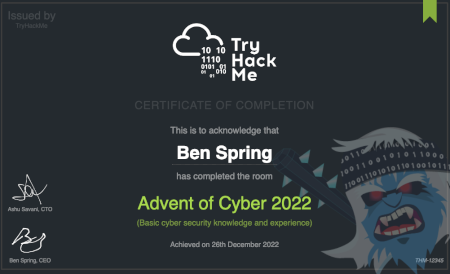 Issued by
TryHackMe
10 10
1110
0101 01
01 010
01
Try
Hack
Me
CERTIFICATE OF COMPLETION
This is to acknowledge that
Ben Spring
has completed the room
Advent of Cyber 2022
(Basic cyber security knowledge and experience)
Achieved on 26th December 2022
Ashu Savani, CTO
Ben Spring, CEO
THM-12345